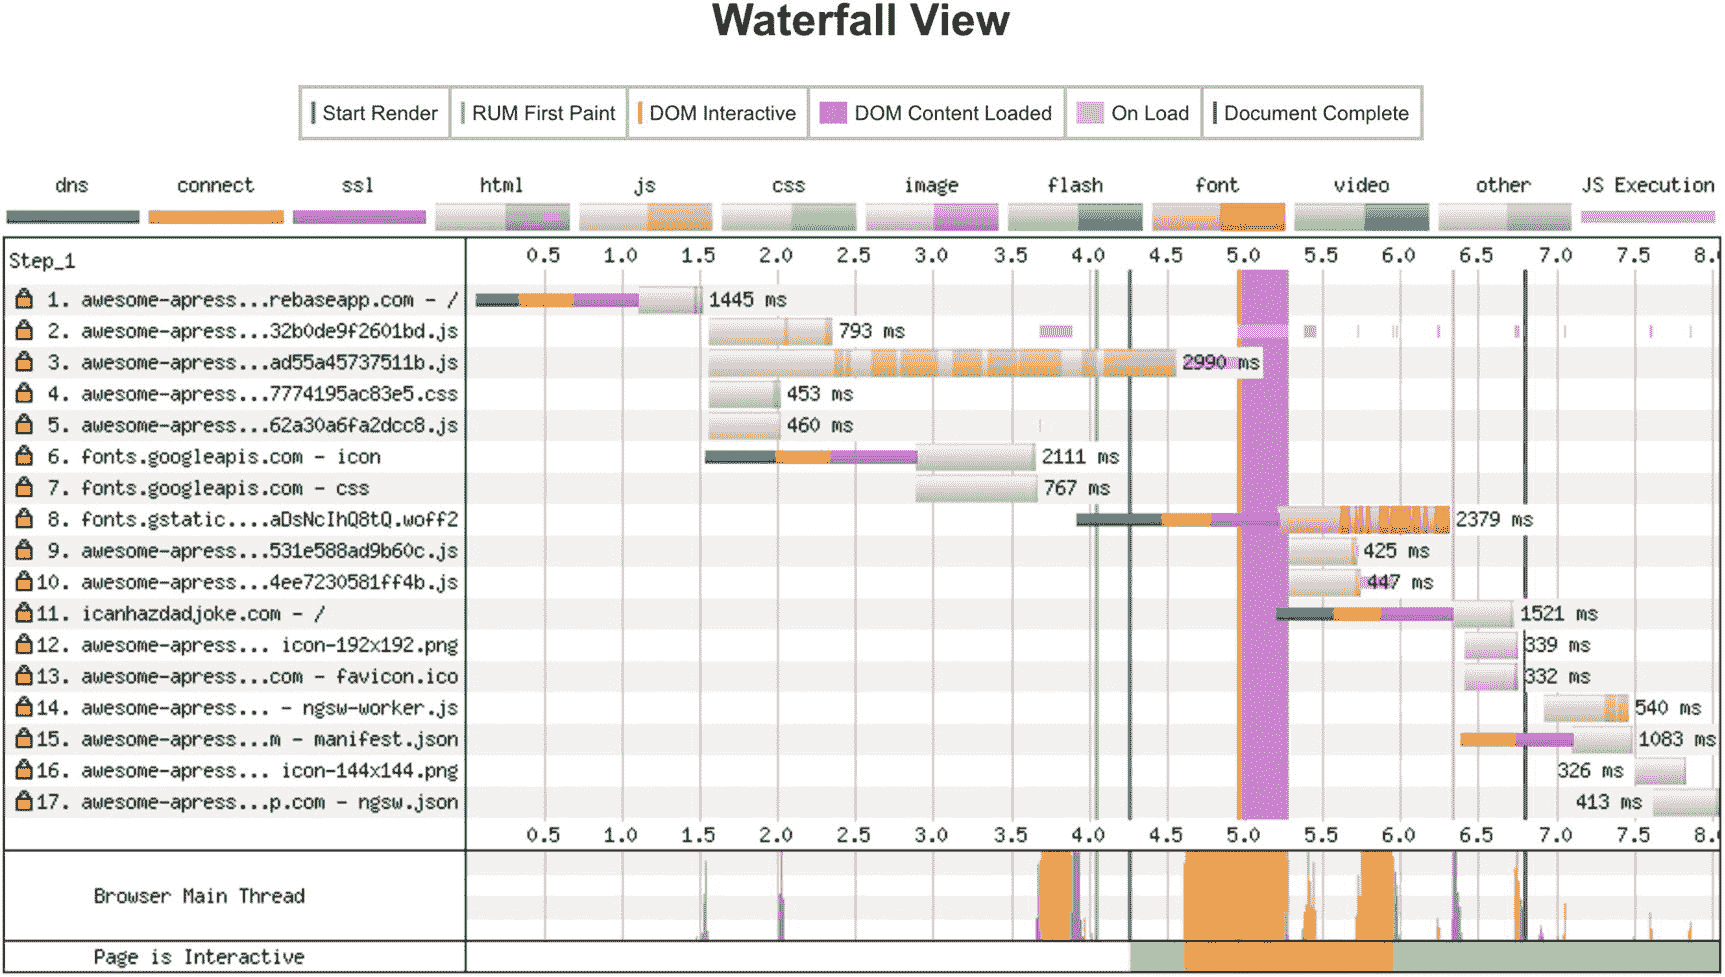 Waterfall View
Start Render RUM First Paint DOM Interactive DOM Content Loaded On Load Document Complete
dns connect ssl html js css image flash font video other JS Execution
Step_1 0.5 1.0 1.5 2.0 2.5 3.0 3.5 4.0 4.5 5.0 5.5 6.0 6.5 7.0 7.5 8.
1. awesome-apress...rebaseapp.com - / 1445 ms
2. awesome-apress...32b0de9f2601bd.js 793 ms
3. awesome-apress...ad55a45737511b.js 2990 ms
4. awesome-apress...7774195ac83e5.css 453 ms
5. awesome-apress...62a30a6fa2dcc8.js 460 ms
6. fonts.googleapis.com - icon 2111 ms
7. fonts.googleapis.com - css 767 ms
8. fonts.gstatic....aDsNcIhQ8tQ.woff2 2379 ms
9. awesome-apress...531e588ad9b60c.js 425 ms
10. awesome-apress...4ee7230581ff4b.js 447 ms
11. icanhazdadjoke.com - / 1521 ms
12. awesome-apress... icon-192x192.png 339 ms
13. awesome-apress...com - favicon.ico 332 ms
14. awesome-apress... - ngsw-worker.js 540 ms
15. awesome-apress...m - manifest.json 1083 ms
16. awesome-apress... icon-144x144.png 326 ms
17. awesome-apress...p.com - ngsw.json 413 ms
0.5 1.0 1.5 2.0 2.5 3.0 3.5 4.0 4.5 5.0 5.5 6.0 6.5 7.0 7.5 8.
Browser Main Thread
Page is Interactive